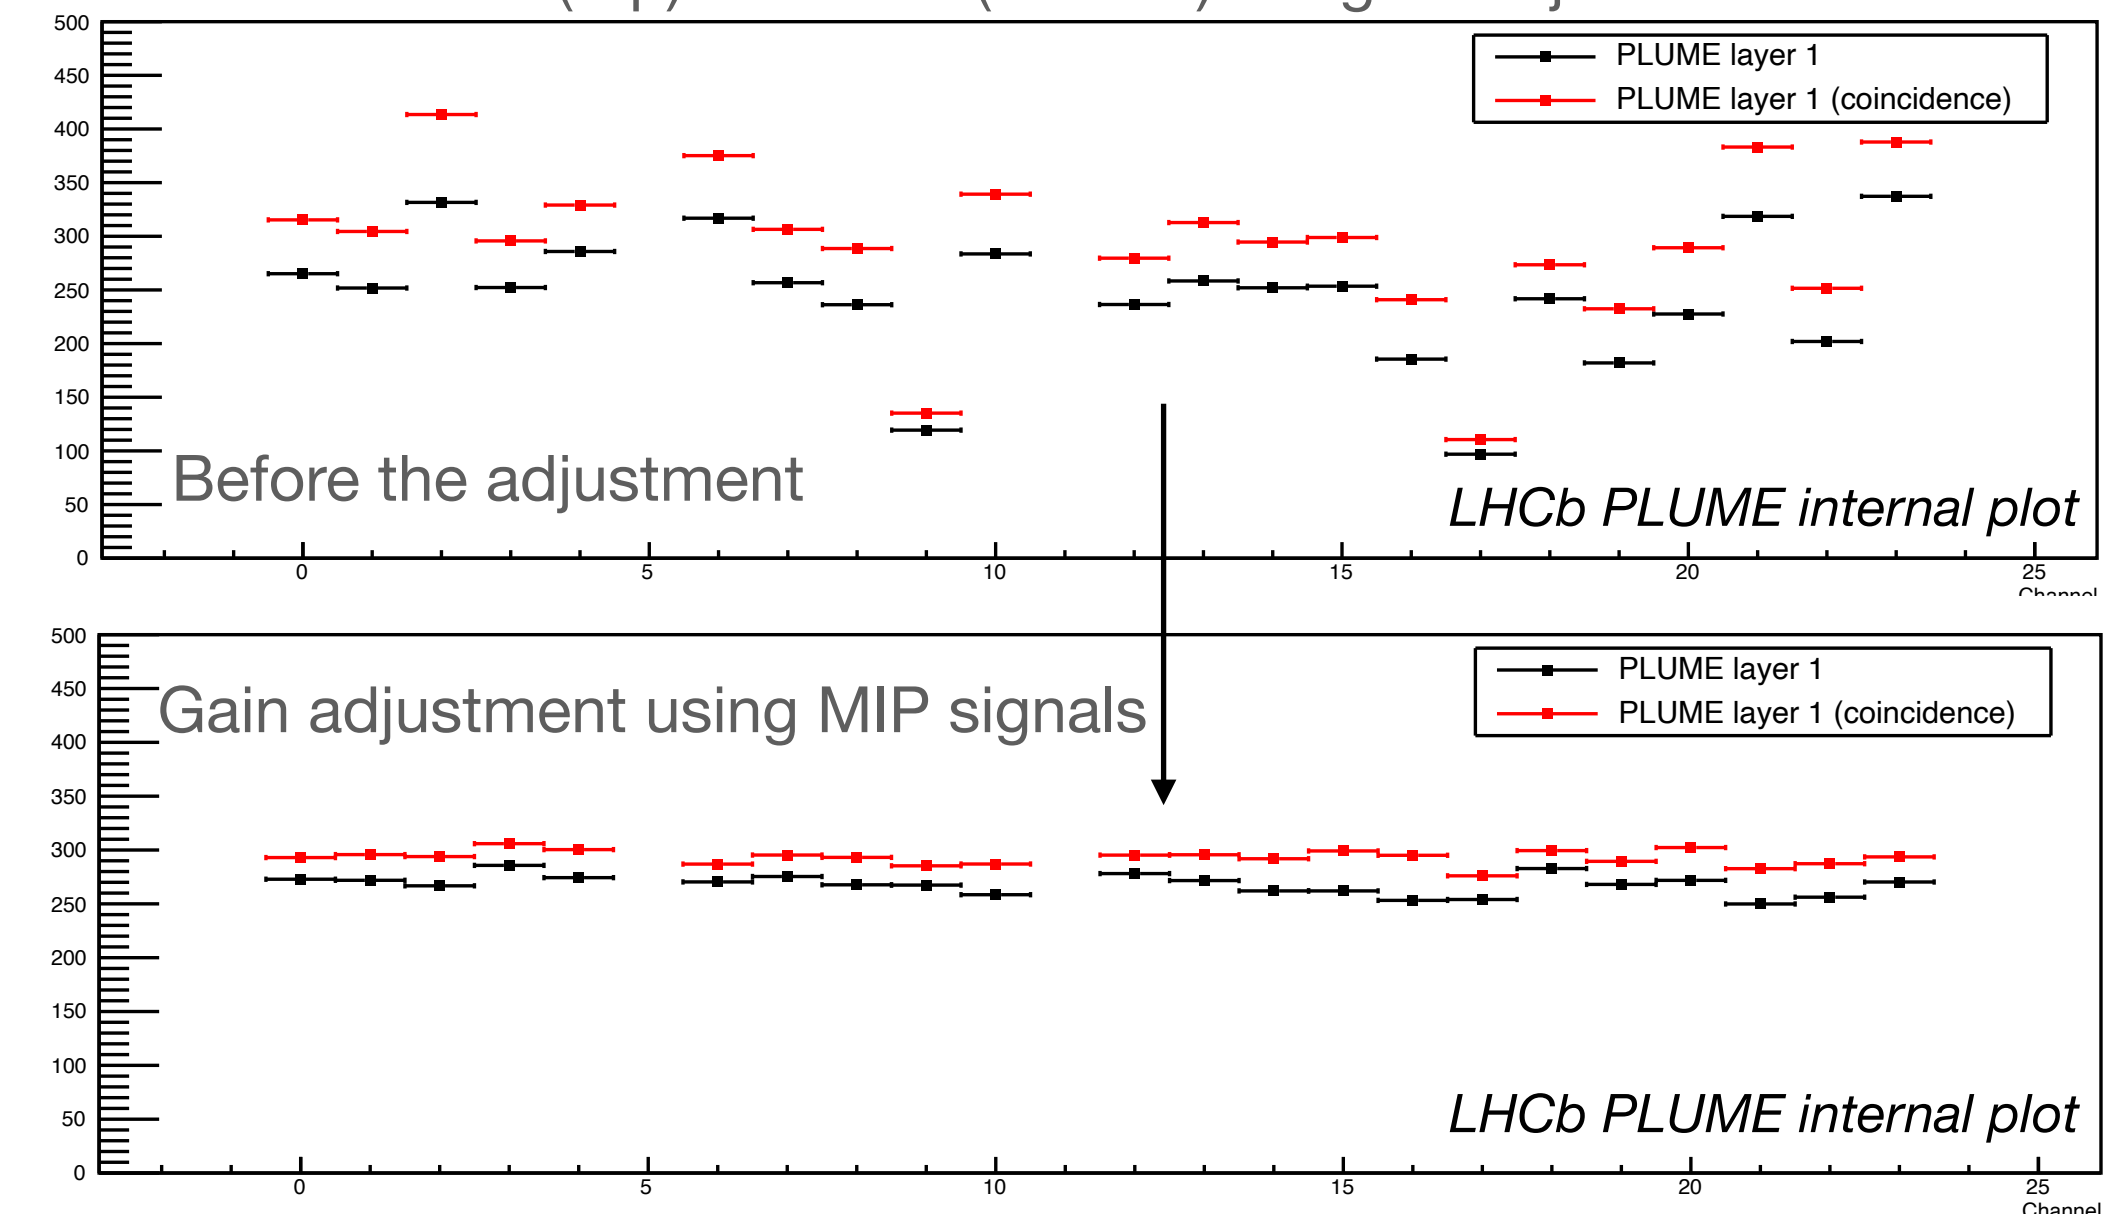 500
450
400
350
300
250
200
150
100
50
0
PLUME layer 1
PLUME layer 1 (coincidence)
Before the adjustment
LHCb PLUME internal plot
0 5 10 15 20 25
Channel
500
450
400
350
300
250
200
150
100
50
0
PLUME layer 1
PLUME layer 1 (coincidence)
Gain adjustment using MIP signals
LHCb PLUME internal plot
0 5 10 15 20 25
Channel